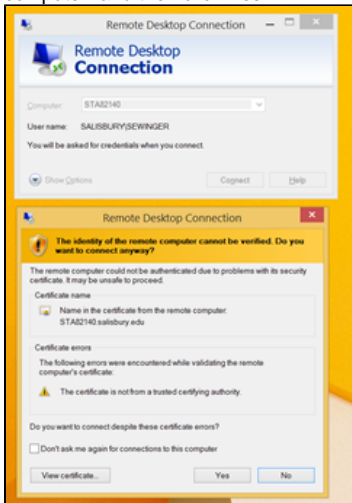 Remote Desktop Connection
Remote Desktop
Connection
Computer: STA82140
User name: SALISBURY\SEWINGER
You will be asked for credentials when you connect.
Show Options Connect Help
Remote Desktop Connection
The identity of the remote computer cannot be verified. Do you
want to connect anyway?
The remote computer could not be authenticated due to problems with its security
certificate. It may be unsafe to proceed.
Certificate name
Name in the certificate from the remote computer:
STA82140.salisbury.edu
Certificate errors
The following errors were encountered while validating the remote
computer's certificate:
The certificate is not from a trusted certifying authority.
Do you want to connect despite these certificate errors?
Don't ask me again for connections to this computer
View certificate... Yes No